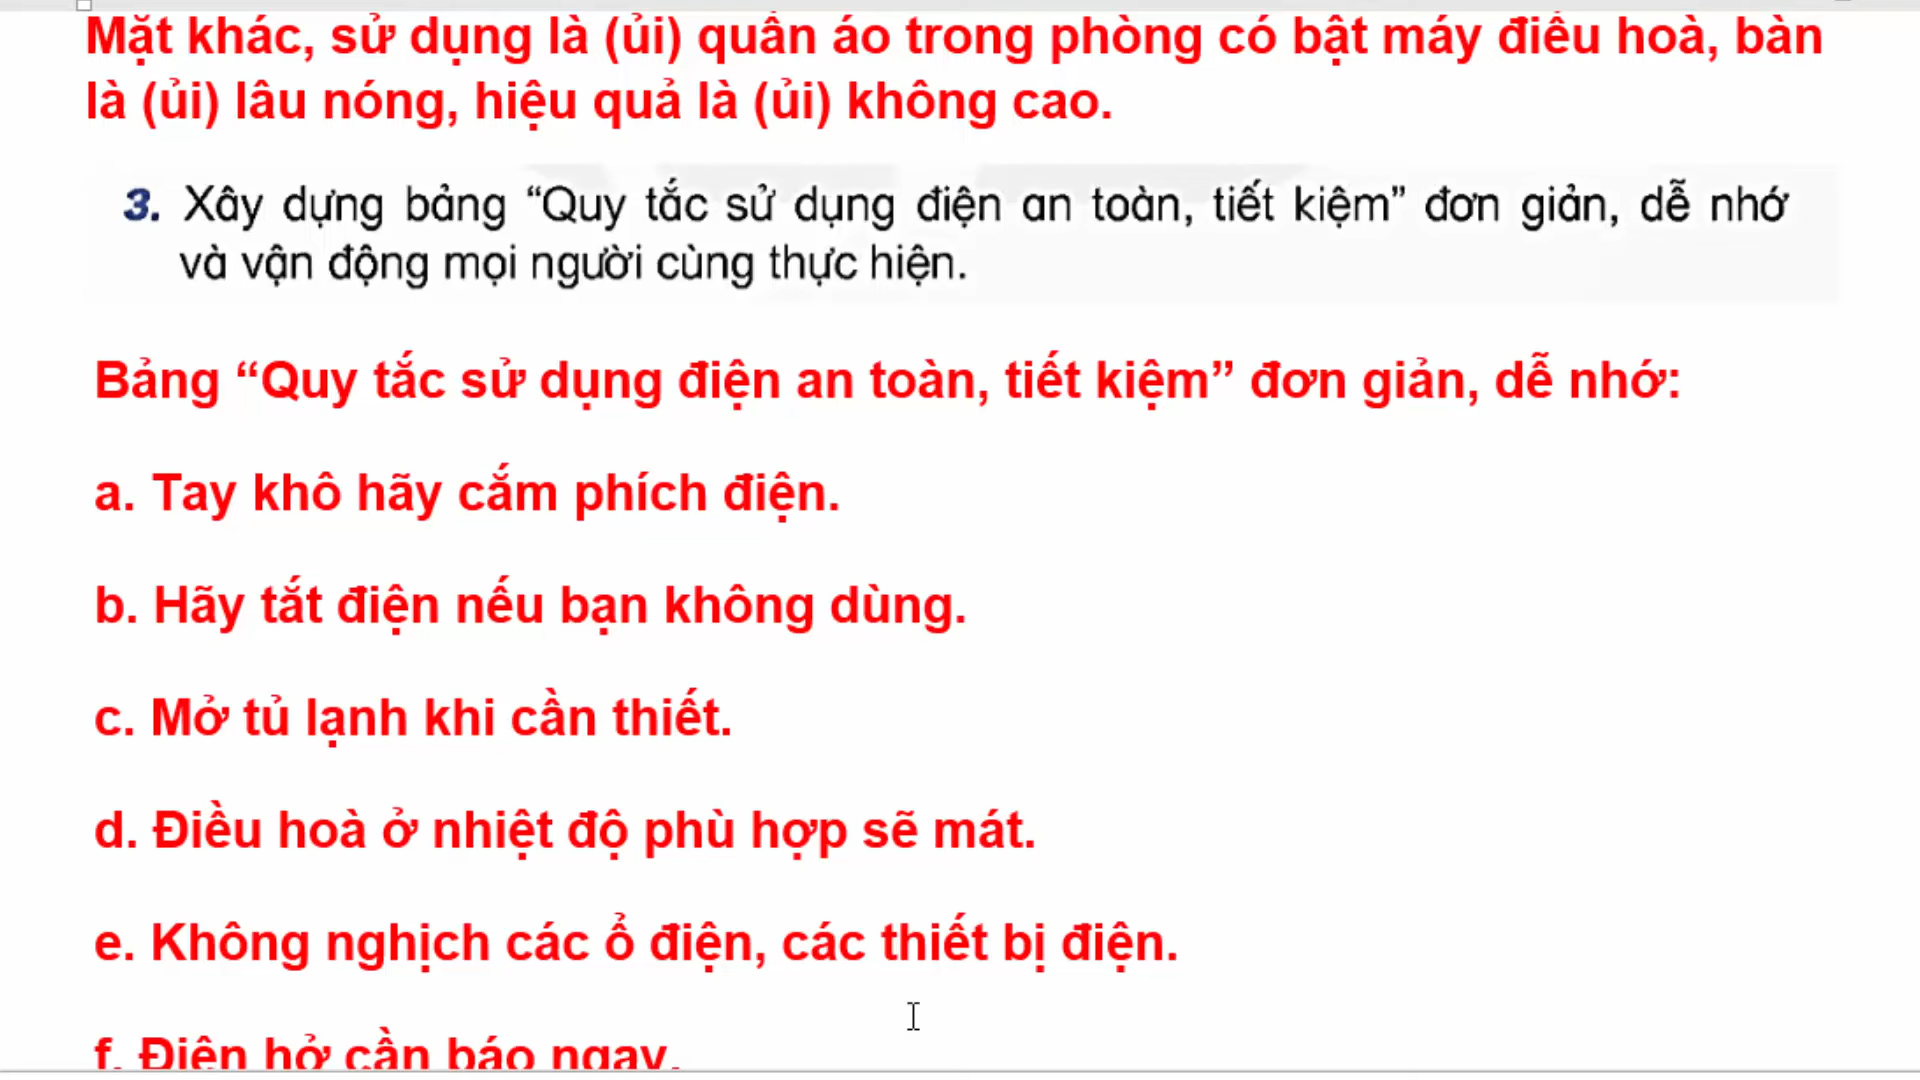 Mặt khác, sử dụng là (ủi) quần áo trong phòng có bật máy điều hoà, bàn
là (ủi) lâu nóng, hiệu quả là (ủi) không cao.
3. Xây dựng bảng “Quy tắc sử dụng điện an toàn, tiết kiệm” đơn giản, dễ nhớ
và vận động mọi người cùng thực hiện.
Bảng “Quy tắc sử dụng điện an toàn, tiết kiệm” đơn giản, dễ nhớ:
a. Tay khô hãy cắm phích điện.
b. Hãy tắt điện nếu bạn không dùng.
c. Mở tủ lạnh khi cần thiết.
d. Điều hoà ở nhiệt độ phù hợp sẽ mát.
e. Không nghịch các ổ điện, các thiết bị điện.
f. Điện hở cần báo ngay.